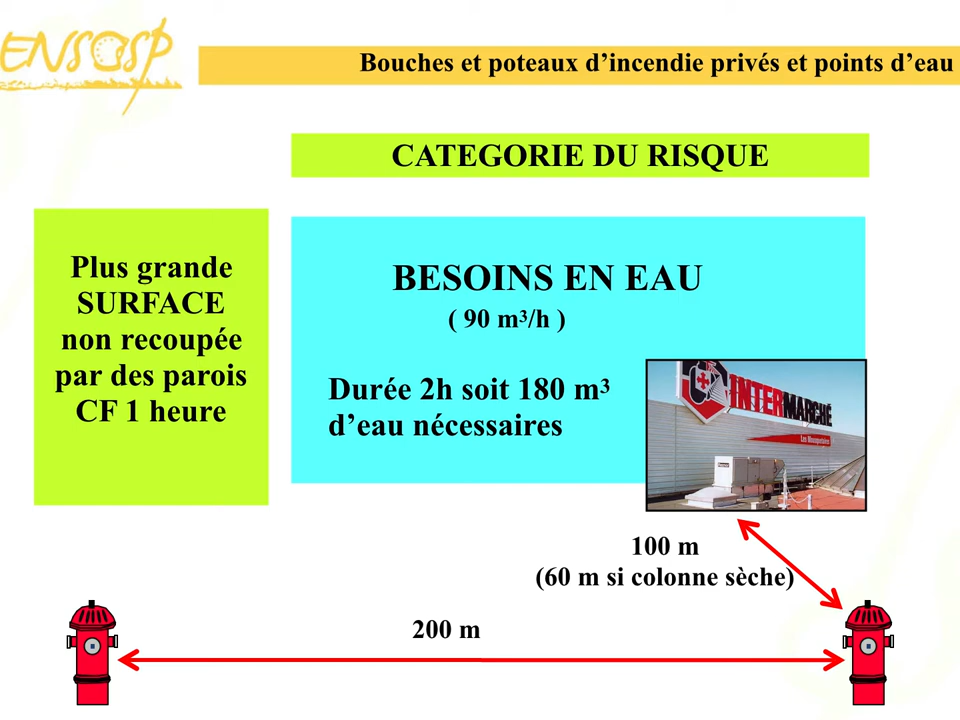 ENSOSP
Bouches et poteaux d’incendie privés et points d’eau
CATEGORIE DU RISQUE
Plus grande
SURFACE
non recoupée
par des parois
CF 1 heure
BESOINS EN EAU
( 90 m³/h )
Durée 2h soit 180 m³
d’eau nécessaires
INTERMARCHÉ
Les Mousquetaires
100 m
(60 m si colonne sèche)
200 m